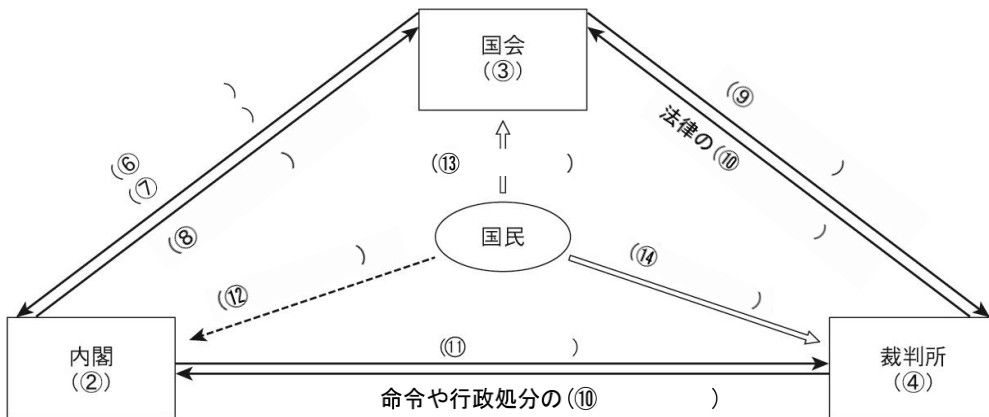 国会
(③)
(⑥ )
(⑦ )
(⑧ )
(⑨ )
法律の(⑩ )
(⑬ )
国民
(⑫ )
(⑭ )
内閣
(②)
(⑪ )
命令や行政処分の(⑩ )
裁判所
(④)